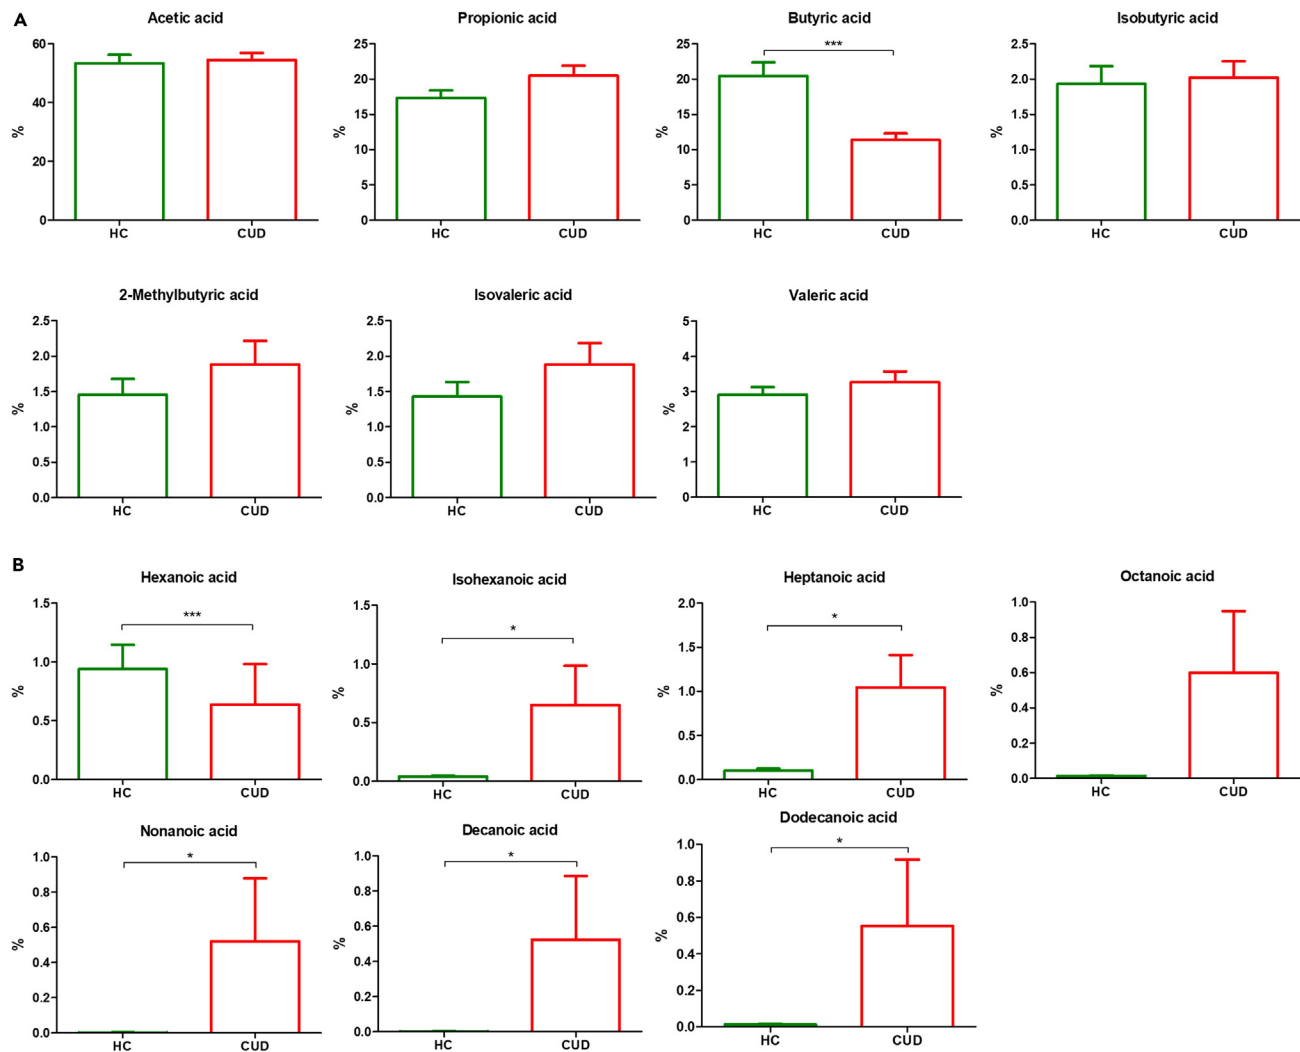 A
Acetic acid
Propionic acid
Butyric acid
Isobutyric acid
60
40
20
0
%
HC
CUD
25
20
15
10
5
0
%
HC
CUD
25
20
15
10
5
0
%
***
HC
CUD
2.5
2.0
1.5
1.0
0.5
0.0
%
HC
CUD
2-Methylbutyric acid
Isovaleric acid
Valeric acid
2.5
2.0
1.5
1.0
0.5
0.0
%
HC
CUD
2.5
2.0
1.5
1.0
0.5
0.0
%
HC
CUD
5
4
3
2
1
0
%
HC
CUD
B
Hexanoic acid
Isohexanoic acid
Heptanoic acid
Octanoic acid
1.5
1.0
0.5
0.0
%
***
HC
CUD
1.5
1.0
0.5
0.0
%
*
HC
CUD
2.0
1.5
1.0
0.5
0.0
%
*
HC
CUD
1.0
0.8
0.6
0.4
0.2
0.0
%
HC
CUD
Nonanoic acid
Decanoic acid
Dodecanoic acid
1.0
0.8
0.6
0.4
0.2
0.0
%
*
HC
CUD
1.0
0.8
0.6
0.4
0.2
0.0
%
*
HC
CUD
1.0
0.8
0.6
0.4
0.2
0.0
%
*
HC
CUD